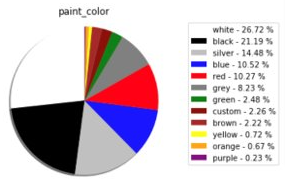 paint_color
white - 26.72 %
black - 21.19 %
silver - 14.48 %
blue - 10.52 %
red - 10.27 %
grey - 8.23 %
green - 2.48 %
custom - 2.26 %
brown - 2.22 %
yellow - 0.72 %
orange - 0.67 %
purple - 0.23 %